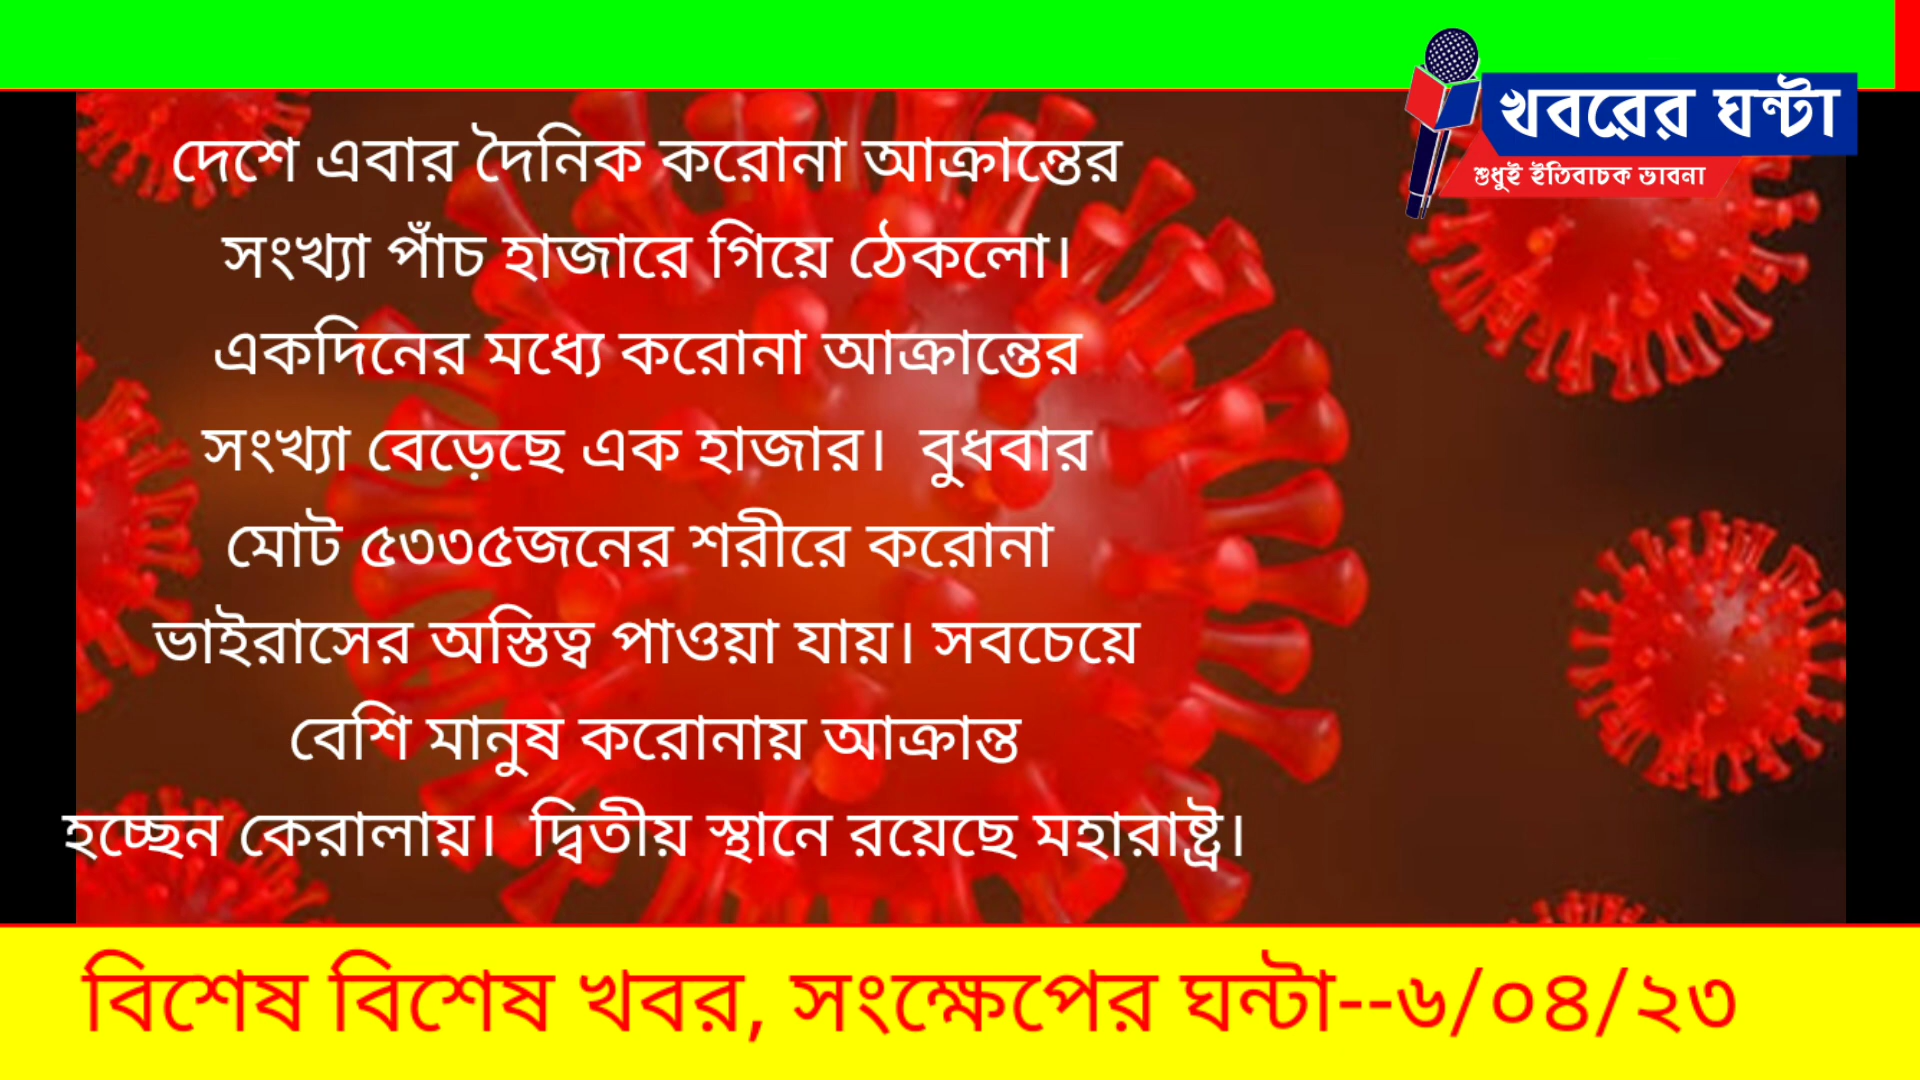 খবরের ঘন্টা
শুধুই ইতিবাচক ভাবনা
দেশে এবার দৈনিক করোনা আক্রান্তের
সংখ্যা পাঁচ হাজারে গিয়ে ঠেকলো।
একদিনের মধ্যে করোনা আক্রান্তের
সংখ্যা বেড়েছে এক হাজার। বুধবার
মোট ৫৩৩৫জনের শরীরে করোনা
ভাইরাসের অস্তিত্ব পাওয়া যায়। সবচেয়ে
বেশি মানুষ করোনায় আক্রান্ত
হচ্ছেন কেরালায়। দ্বিতীয় স্থানে রয়েছে মহারাষ্ট্র।
বিশেষ বিশেষ খবর, সংক্ষেপের ঘন্টা--৬/০৪/২৩